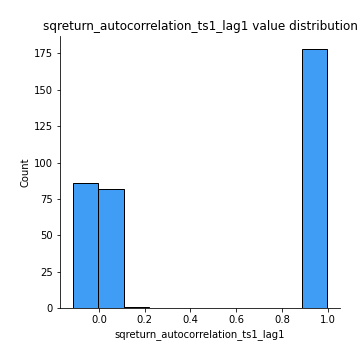 sqreturn_autocorrelation_ts1_lag1 value distribution
175
150
125
100
75
50
25
0
Count
0.0 0.2 0.4 0.6 0.8 1.0
sqreturn_autocorrelation_ts1_lag1